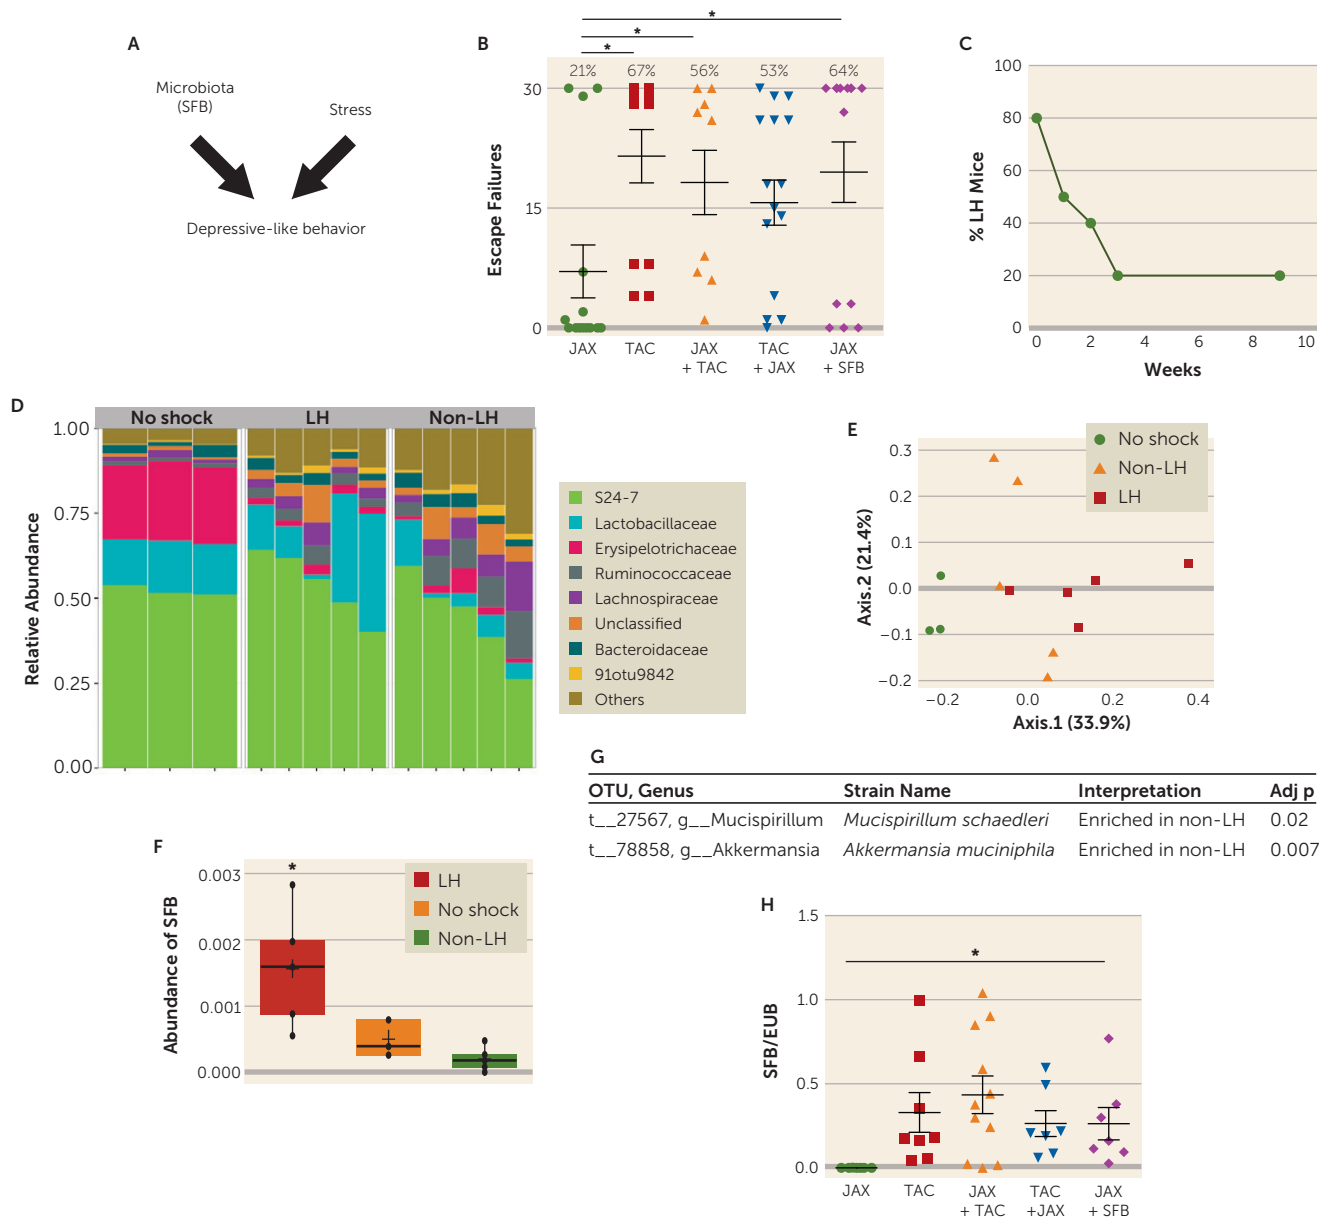 A
Microbiota
(SFB)
Stress
Depressive-like behavior
B
*
*
*
21%
67%
56%
53%
64%
Escape Failures
30
15
0
JAX
TAC
JAX
+ TAC
TAC
+ JAX
JAX
+ SFB
C
% LH Mice
100
80
60
40
20
0
0
2
4
6
8
10
Weeks
D
No shock
LH
Non-LH
Relative Abundance
1.00
0.75
0.50
0.25
0.00
S24-7
Lactobacillaceae
Erysipelotrichaceae
Ruminococcaceae
Lachnospiraceae
Unclassified
Bacteroidaceae
91otu9842
Others
E
No shock
Non-LH
LH
Axis.2 (21.4%)
0.3
0.2
0.1
0.0
−0.1
−0.2
−0.2
0.0
0.2
0.4
Axis.1 (33.9%)
G
OTU, Genus Strain Name Interpretation Adj p
t__27567, g__Mucispirillum Mucispirillum schaedleri Enriched in non-LH 0.02
t__78858, g__Akkermansia Akkermansia muciniphila Enriched in non-LH 0.007
F
*
Abundance of SFB
0.003
0.002
0.001
0.000
LH
No shock
Non-LH
H
*
SFB/EUB
1.5
1.0
0.5
0.0
JAX
TAC
JAX
+ TAC
TAC
+JAX
JAX
+ SFB